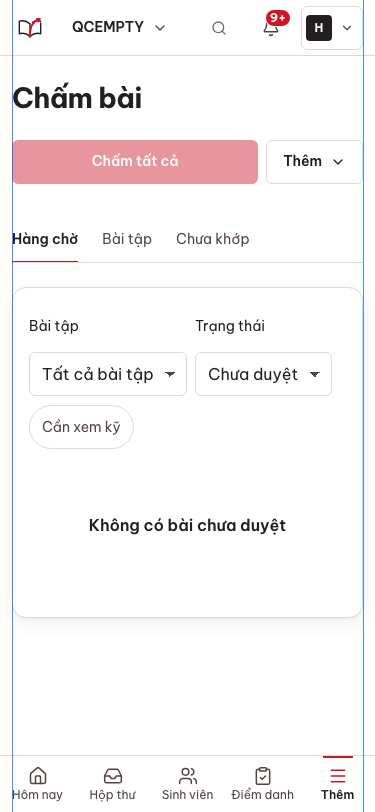 QCEMPTY
9+
H
Chấm bài
Chấm tất cả
Thêm
Hàng chờ
Bài tập
Chưa khớp
Bài tập
Trạng thái
Tất cả bài tập
Chưa duyệt
Cần xem kỹ
Không có bài chưa duyệt
Hôm nay
Hộp thư
Sinh viên
Điểm danh
Thêm